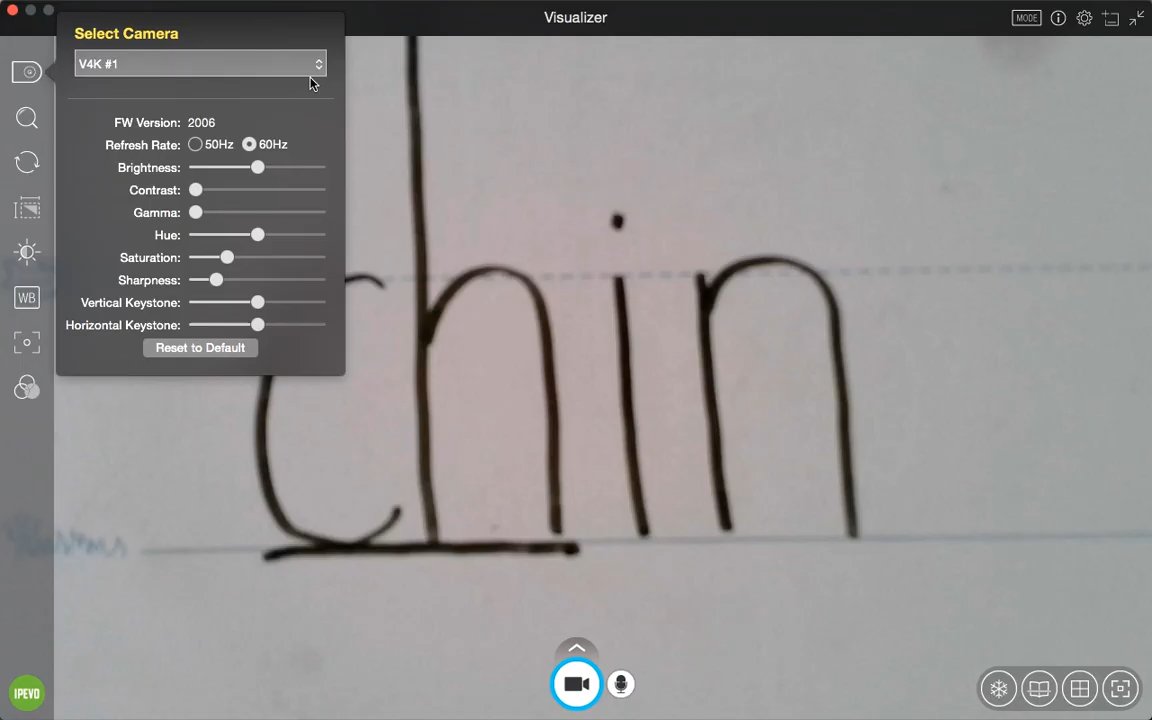 Visualizer
MODE
Select Camera
V4K #1
FW Version: 2006
Refresh Rate: 50Hz 60Hz
Brightness:
Contrast:
Gamma:
Hue:
Saturation:
Sharpness:
Vertical Keystone:
Horizontal Keystone:
Reset to Default
WB
chin
IPEVO